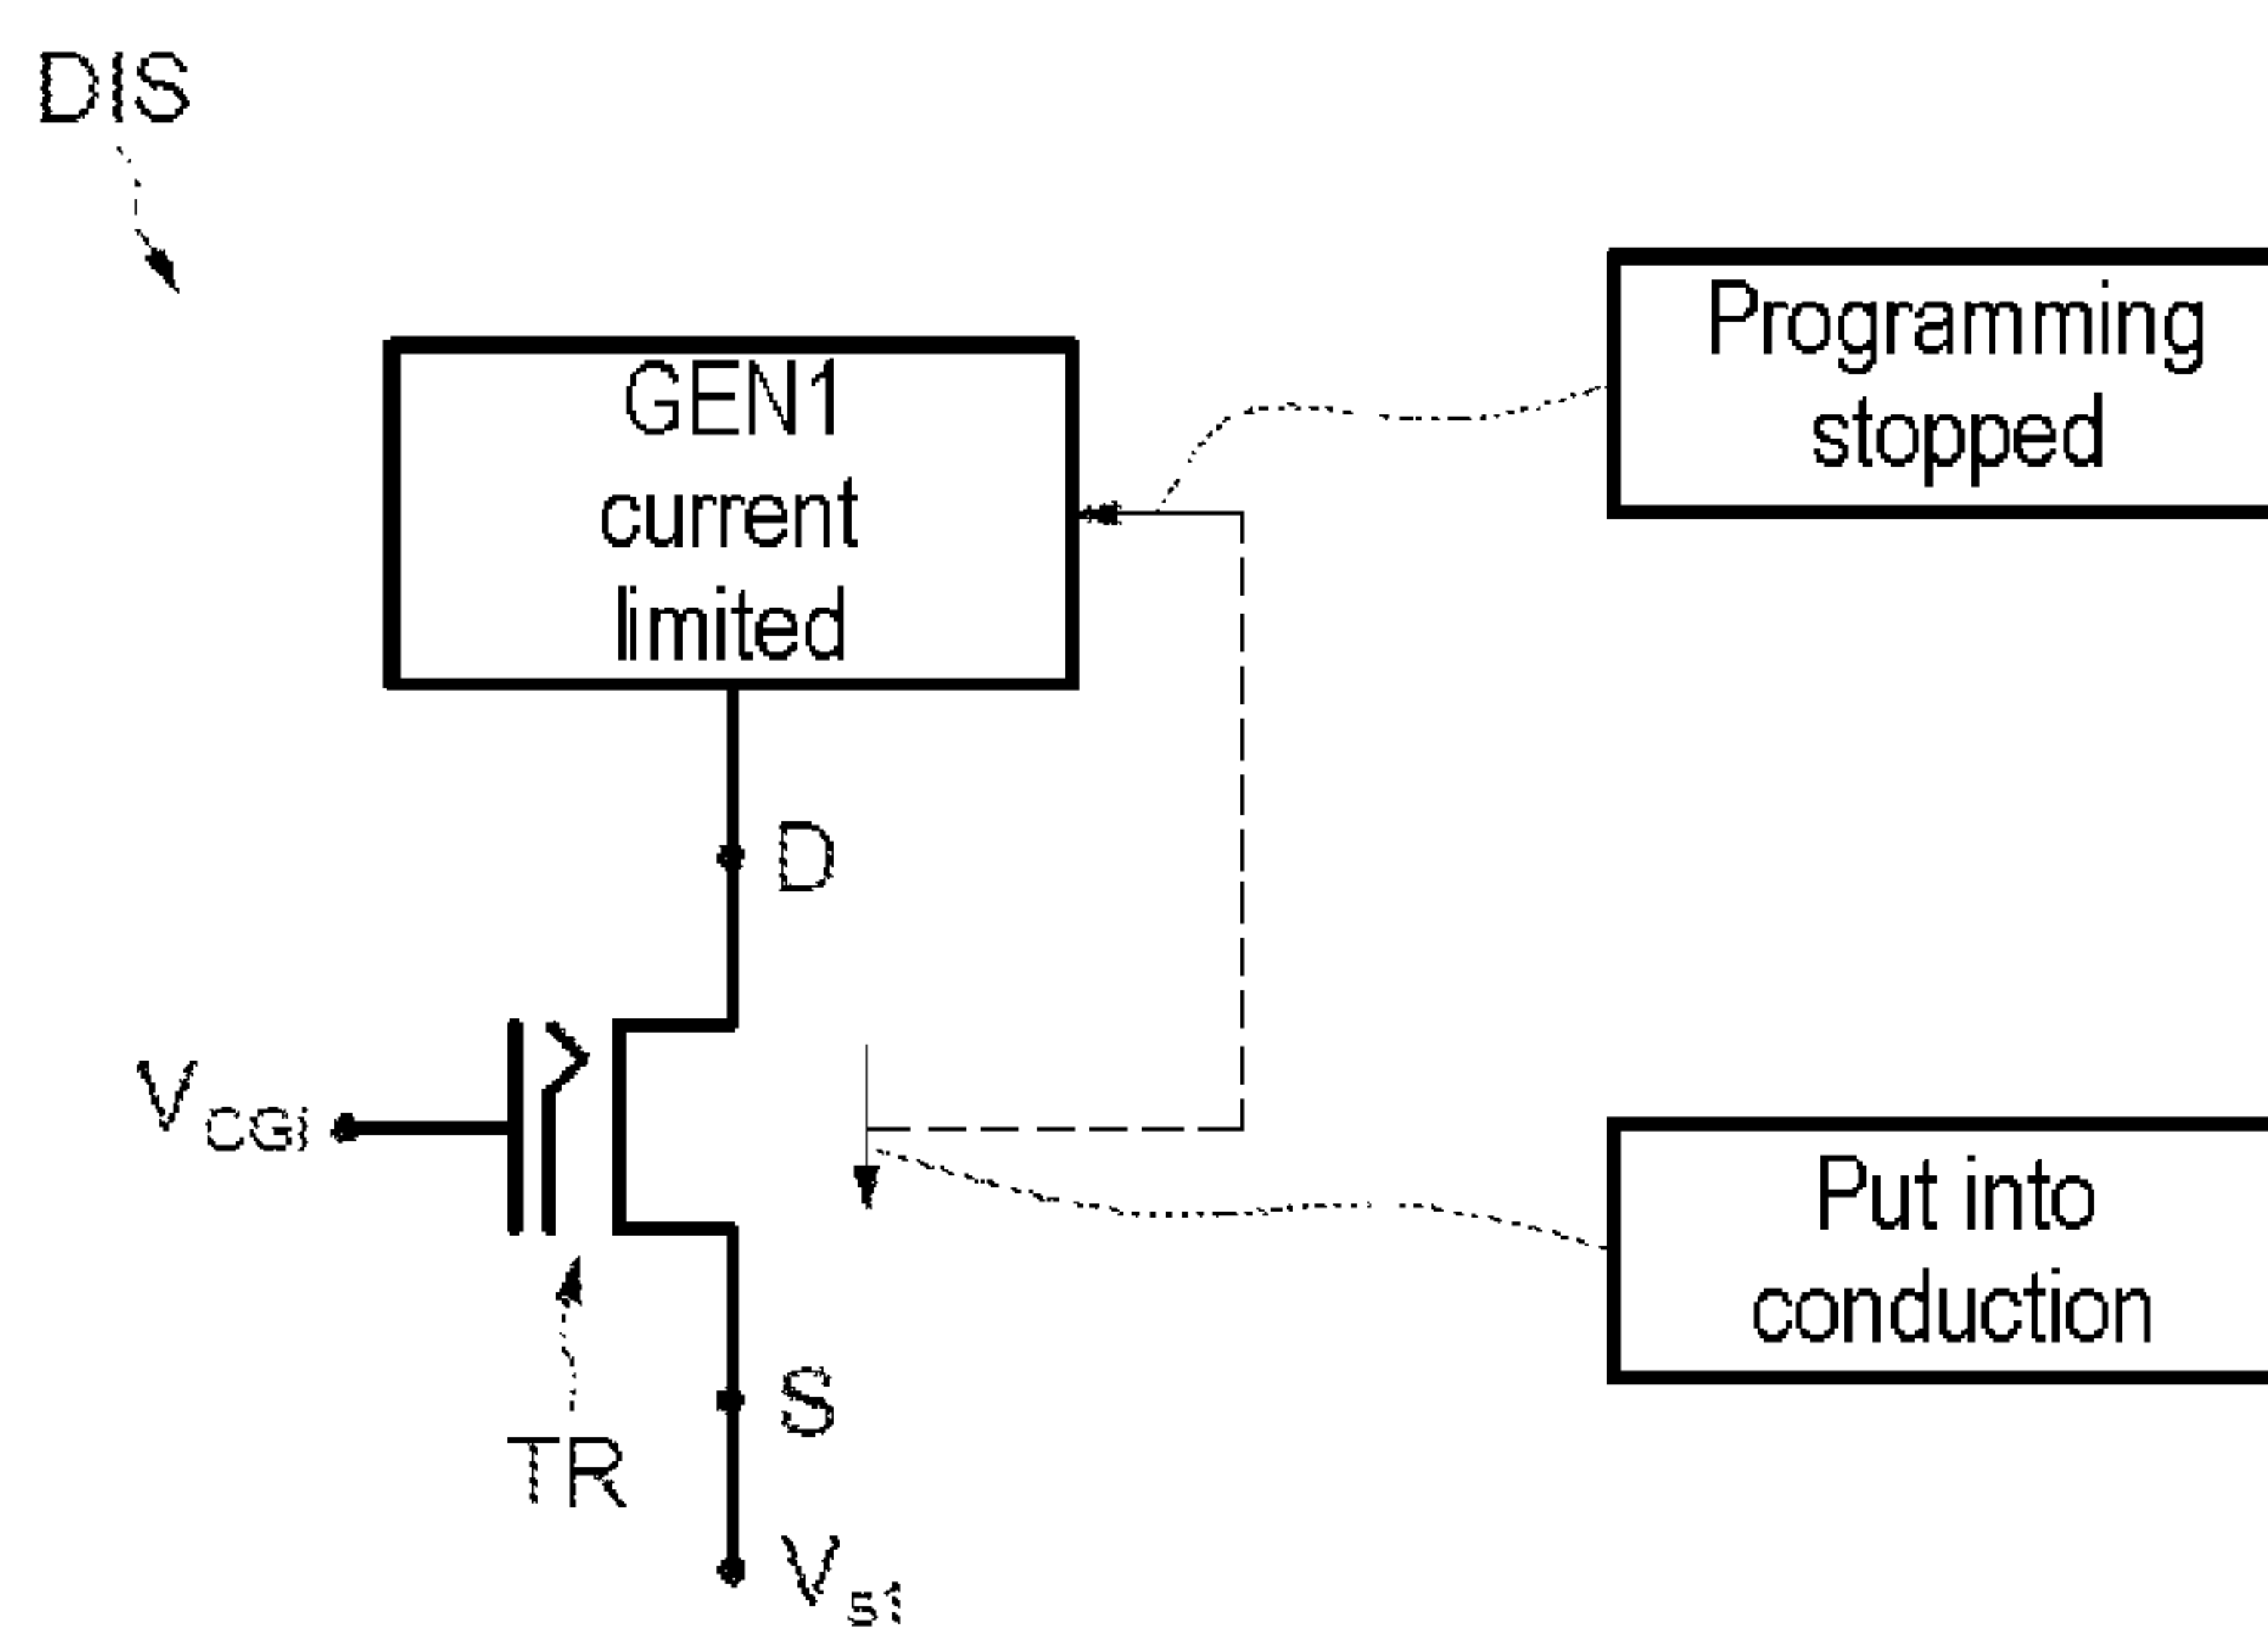 DIS
Programming
stopped
GEN1
current
limited
D
VCGi
Put into
conduction
S
TR
Vs1